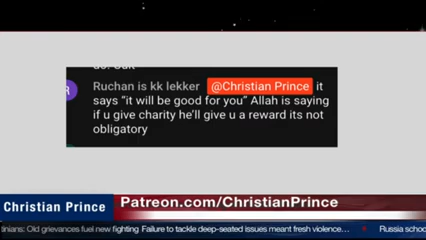 Ruchan is kk lekker @Christian Prince it
says “it will be good for you” Allah is saying
if u give charity he'll give u a reward its not
obligatory
Christian Prince
Patreon.com/ChristianPrince
tinians: Old grievances fuel new fighting Failure to tackle deep-seated issues meant fresh violence… Russia schoo